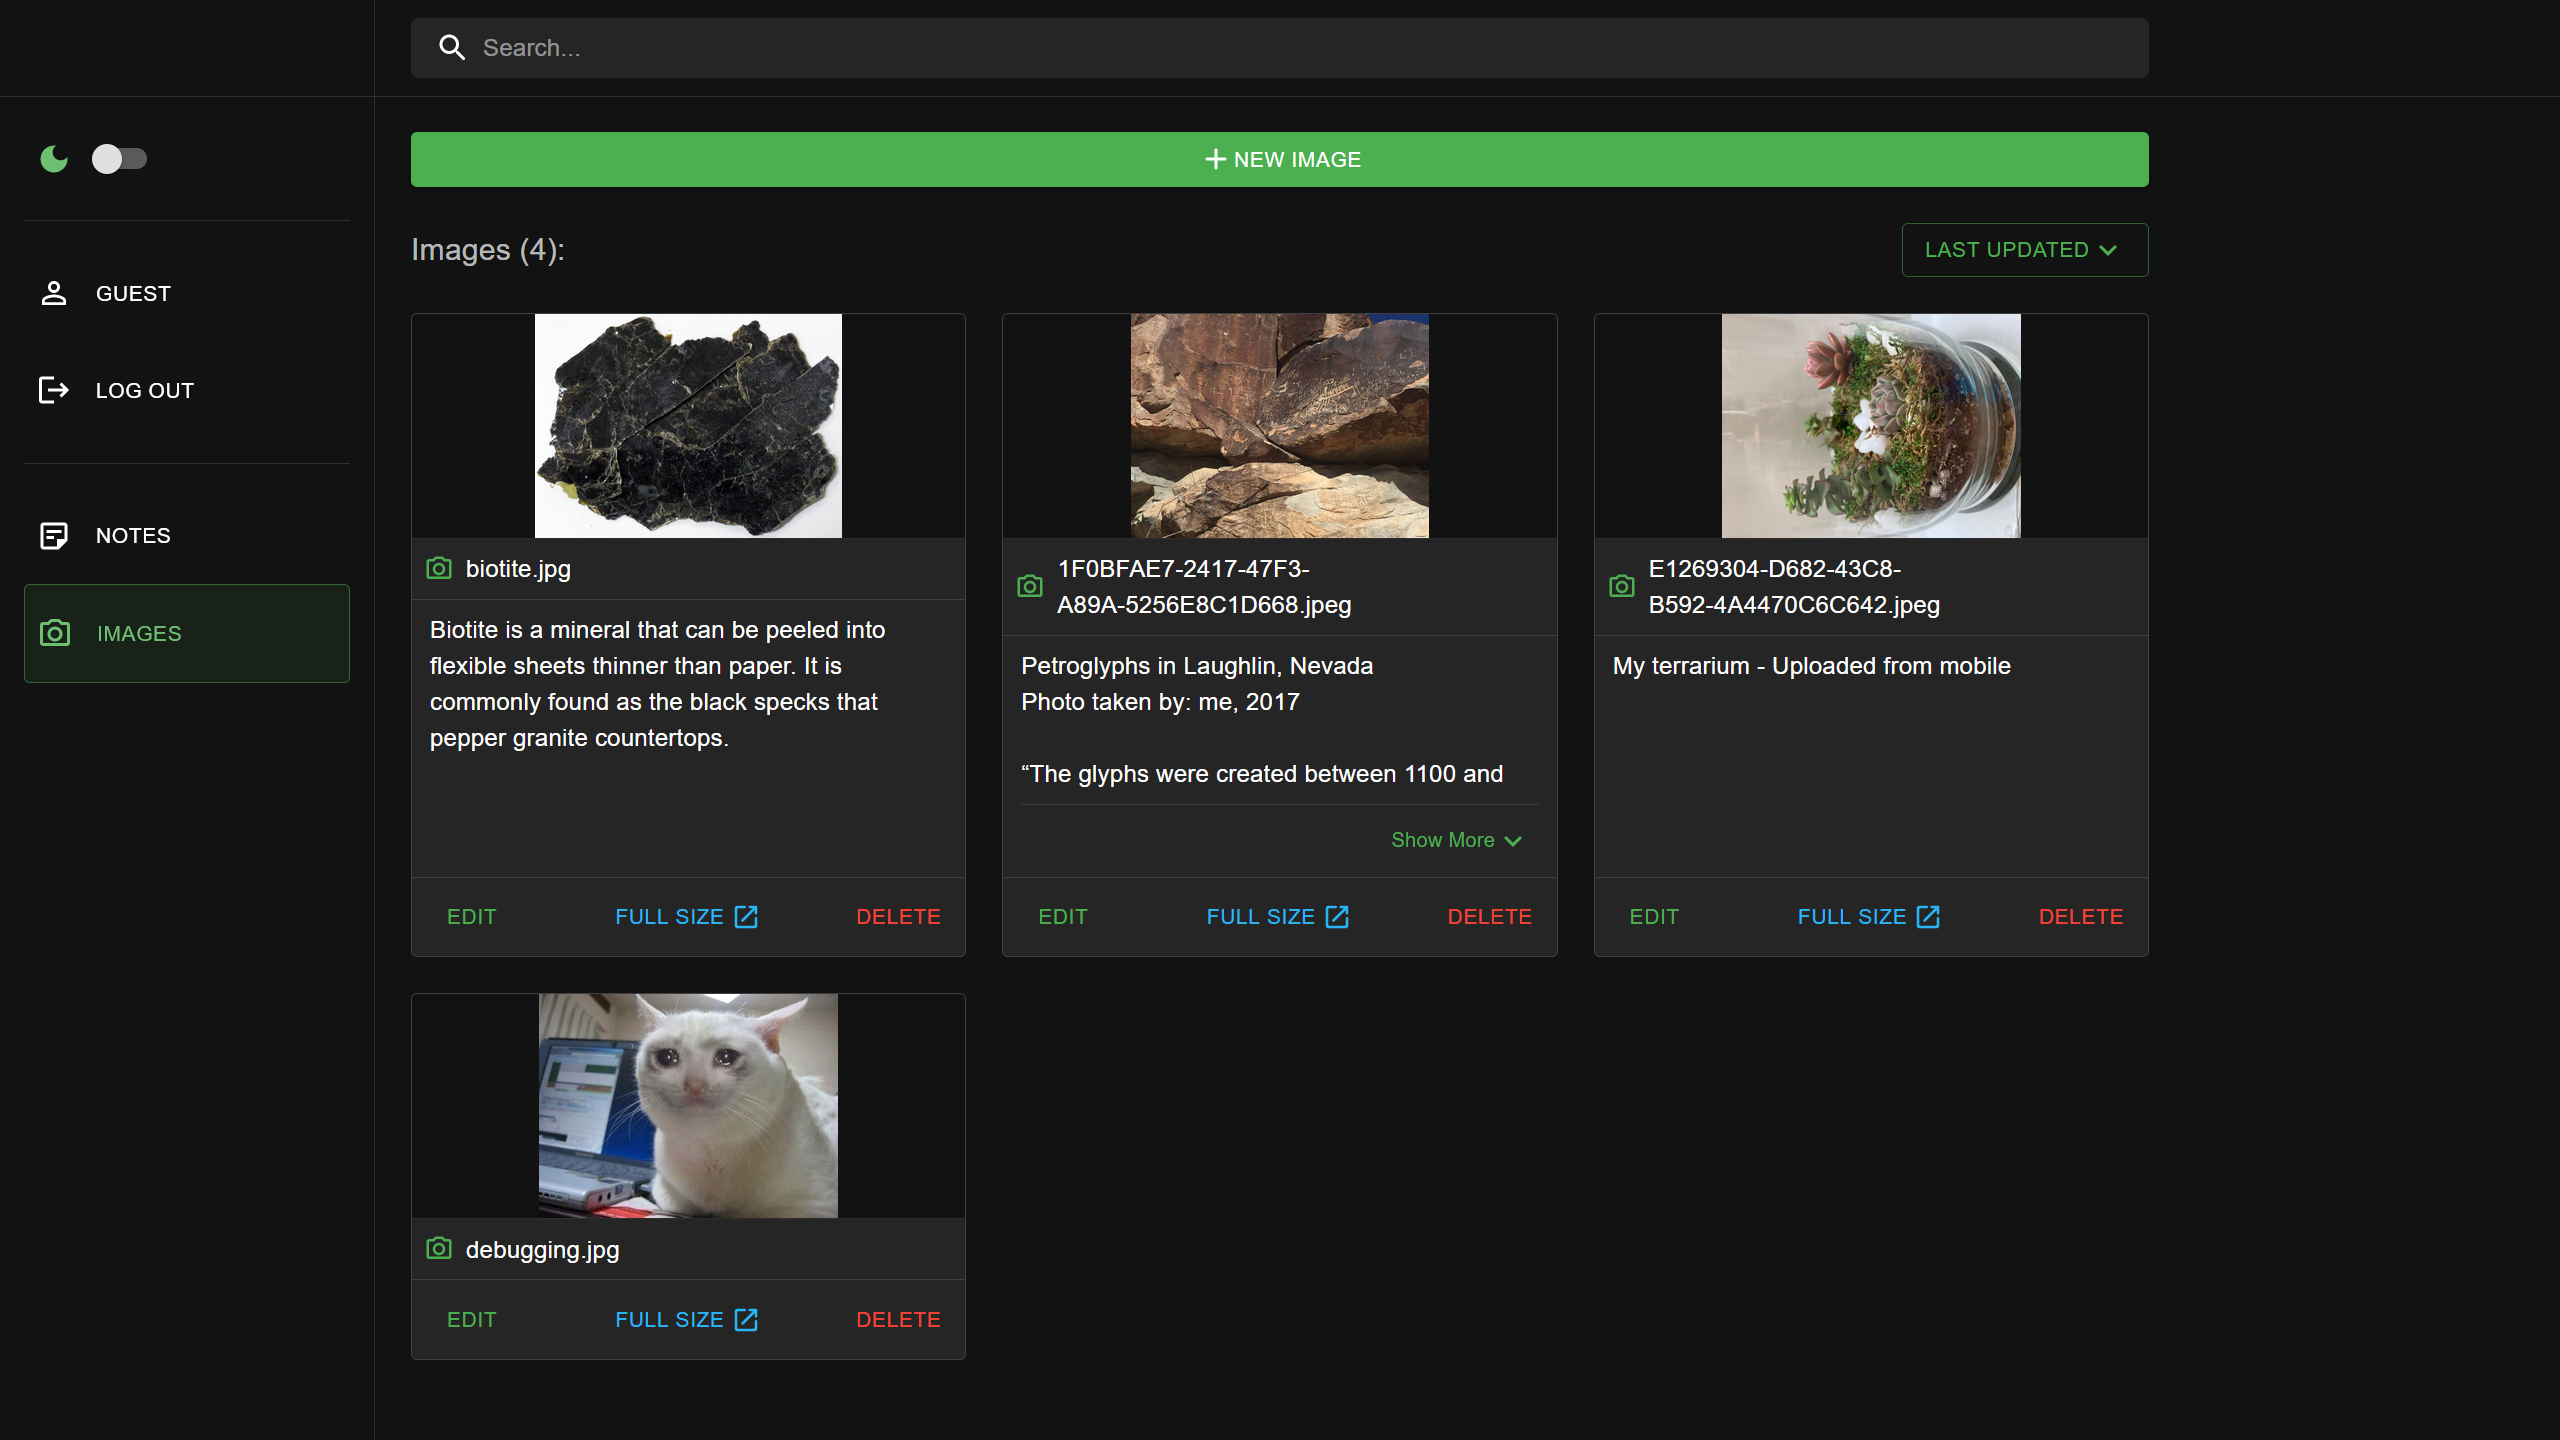 Search...
GUEST
LOG OUT
NOTES
IMAGES
NEW IMAGE
Images (4):
LAST UPDATED
biotite.jpg
Biotite is a mineral that can be peeled into
flexible sheets thinner than paper. It is
commonly found as the black specks that
pepper granite countertops.
EDIT
FULL SIZE
DELETE
1F0BFAE7-2417-47F3-
A89A-5256E8C1D668.jpeg
Petroglyphs in Laughlin, Nevada
Photo taken by: me, 2017
“The glyphs were created between 1100 and
Show More
EDIT
FULL SIZE
DELETE
E1269304-D682-43C8-
B592-4A4470C6C642.jpeg
My terrarium - Uploaded from mobile
EDIT
FULL SIZE
DELETE
debugging.jpg
EDIT
FULL SIZE
DELETE